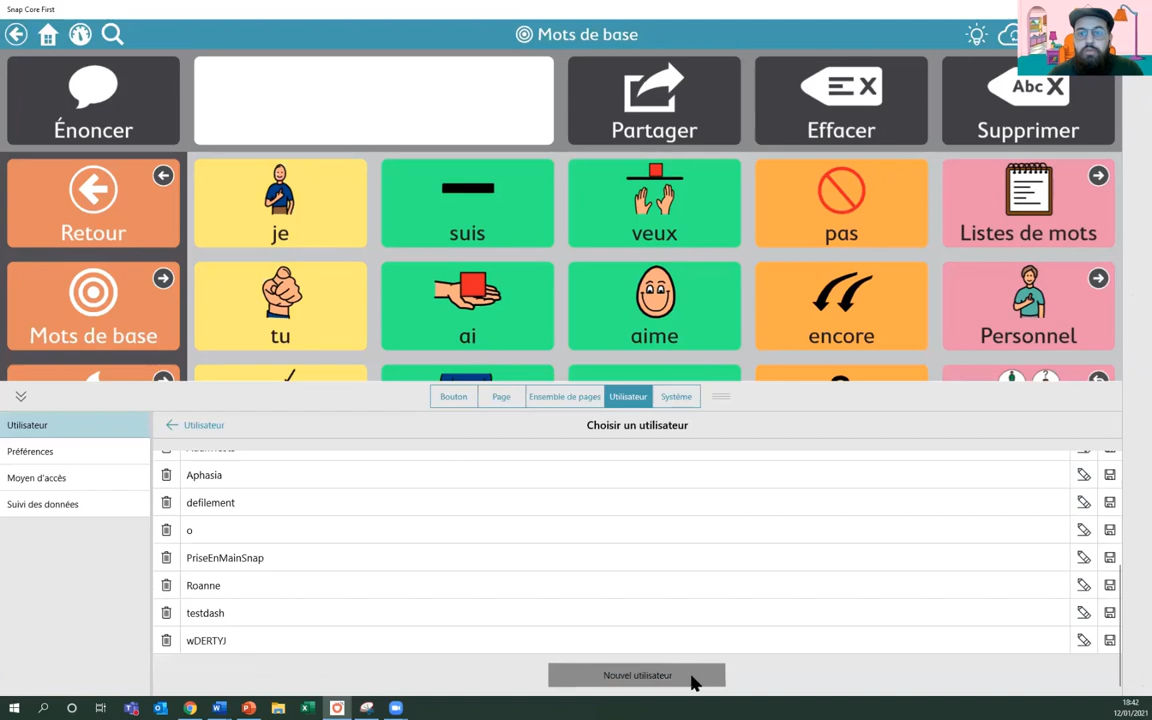 Snap Core First
Mots de base
Énoncer
Partager
Effacer
Abc X
Supprimer
Retour
je
suis
veux
pas
Listes de mots
Mots de base
tu
ai
aime
encore
Personnel
Bouton
Page
Ensemble de pages
Utilisateur
Système
Utilisateur
Utilisateur
Choisir un utilisateur
Préférences
Moyen d'accès
Suivi des données
Aphasia
defilement
o
PriseEnMainSnap
Roanne
testdash
wDERTYJ
Nouvel utilisateur
18:42
12/01/2021